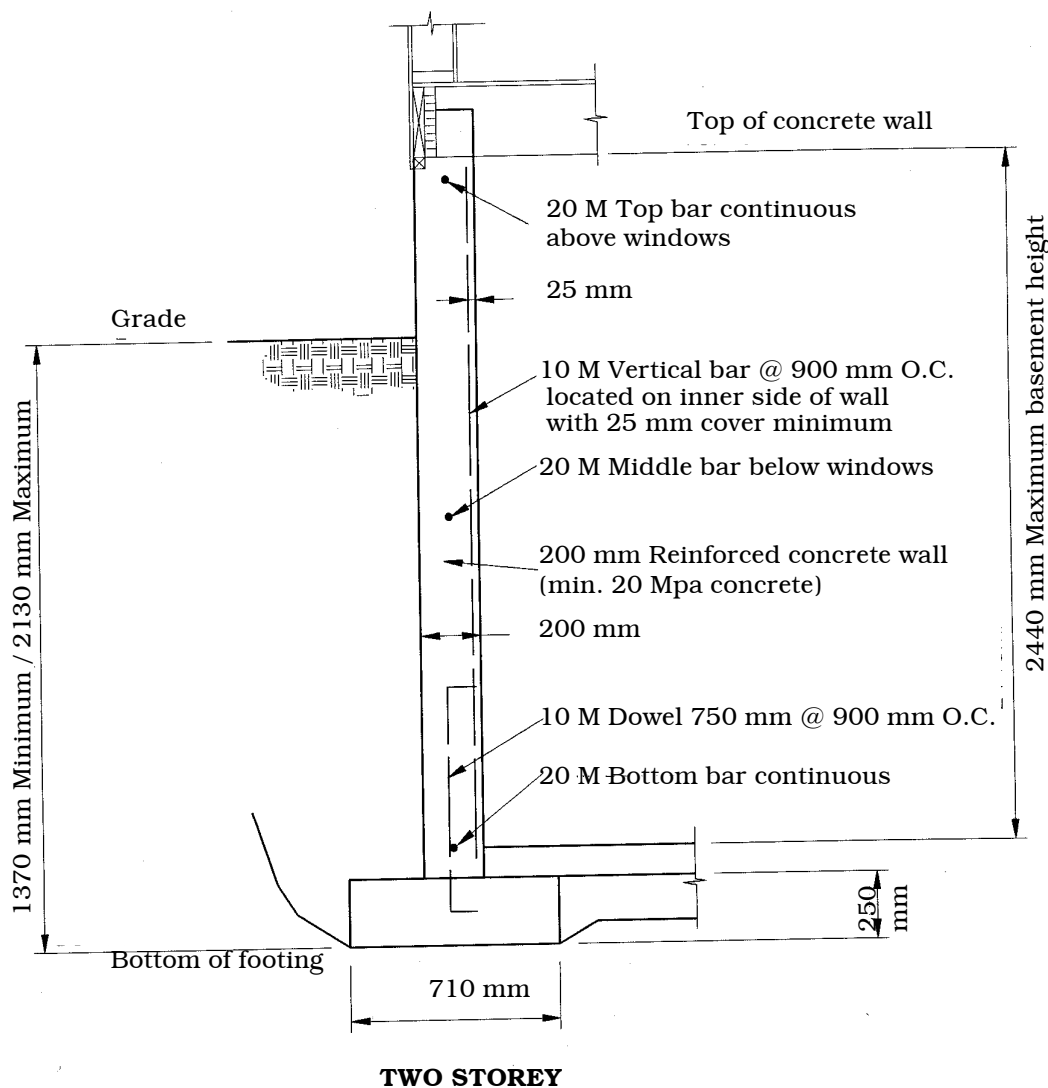 Top of concrete wall
20 M Top bar continuous
above windows
25 mm
Grade
10 M Vertical bar @ 900 mm O.C.
located on inner side of wall
with 25 mm cover minimum
20 M Middle bar below windows
200 mm Reinforced concrete wall
(min. 20 Mpa concrete)
200 mm
10 M Dowel 750 mm @ 900 mm O.C.
20 M Bottom bar continuous
1370 mm Minimum / 2130 mm Maximum
2440 mm Maximum basement height
250
mm
Bottom of footing
710 mm
TWO STOREY